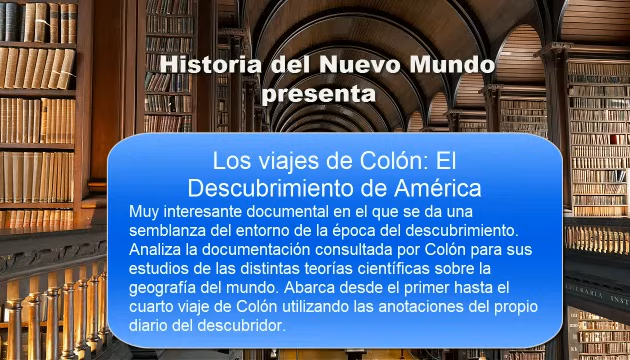 Historia del Nuevo Mundo
presenta
Los viajes de Colón: El
Descubrimiento de América
Muy interesante documental en el que se da una
semblanza del entorno de la época del descubrimiento.
Analiza la documentación consultada por Colón para sus
estudios de las distintas teorías científicas sobre la
geografía del mundo. Abarca desde el primer hasta el
cuarto viaje de Colón utilizando las anotaciones del propio
diario del descubridor.